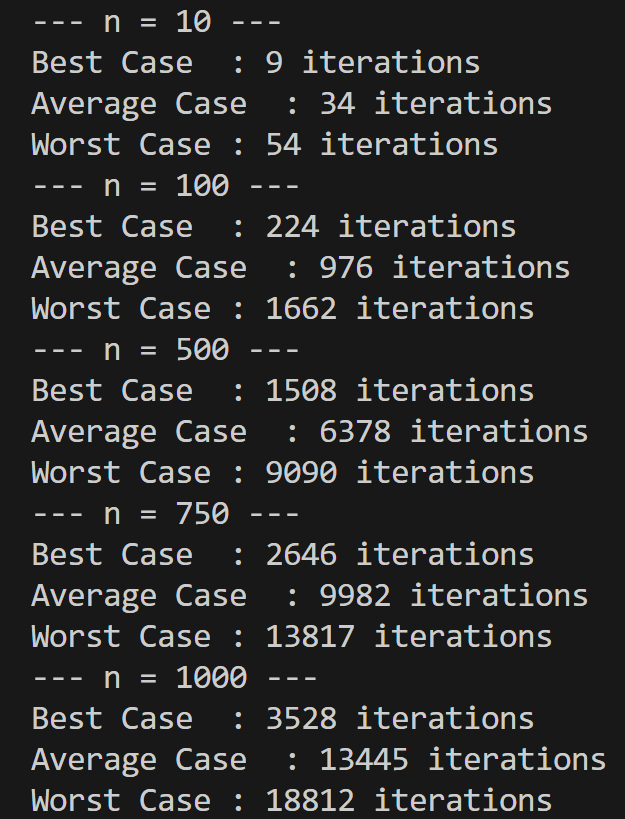 --- n = 10 ---
Best Case  : 9 iterations
Average Case  : 34 iterations
Worst Case : 54 iterations
--- n = 100 ---
Best Case  : 224 iterations
Average Case  : 976 iterations
Worst Case : 1662 iterations
--- n = 500 ---
Best Case  : 1508 iterations
Average Case  : 6378 iterations
Worst Case : 9090 iterations
--- n = 750 ---
Best Case  : 2646 iterations
Average Case  : 9982 iterations
Worst Case : 13817 iterations
--- n = 1000 ---
Best Case  : 3528 iterations
Average Case  : 13445 iterations
Worst Case : 18812 iterations